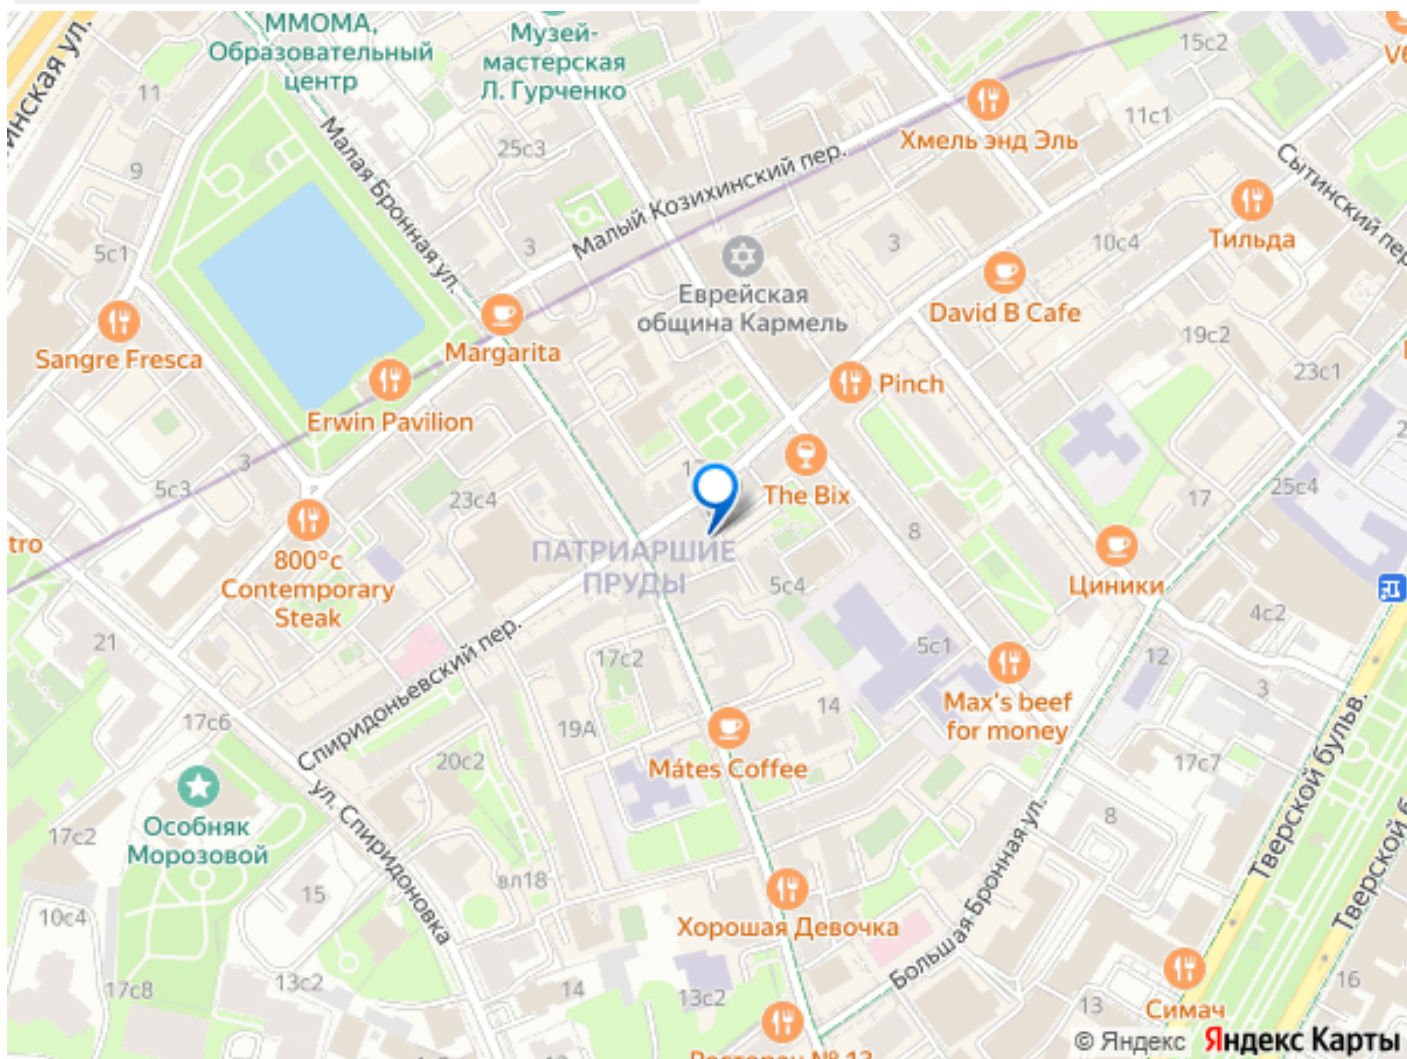 ММОМА,
Образовательный
центр
Музей-
мастерская
Л. Гурченко
15с2
11
25с3
11с1
Хмель энд Эль
Малая Бронная ул.
Малый Козихинский пер.
Сытинский пер.
9
5с1
3
3
10с4
Тильда
Еврейская
община Кармель
David B Cafe
19с2
Sangre Fresca
Margarita
Pinch
23с1
Erwin Pavilion
3
5с3
23с4
The Bix
17
25с4
8
800°c
Contemporary
Steak
ПАТРИАРШИЕ
ПРУДЫ
5с4
Циники
4с2
21
Спиридоньевский пер.
17с2
5с1
12
3
Max's beef
for money
14
17с6
19А
Mátes Coffee
20с2
17с7
Тверской бульв.
ул. Спиридоновка
Особняк
Морозовой
17с2
8
15
вл18
Большая Бронная ул.
Хорошая Девочка
10с4
17с8
13с2
14
13с2
13
16
Симач
© Яндекс Яндекс Карты